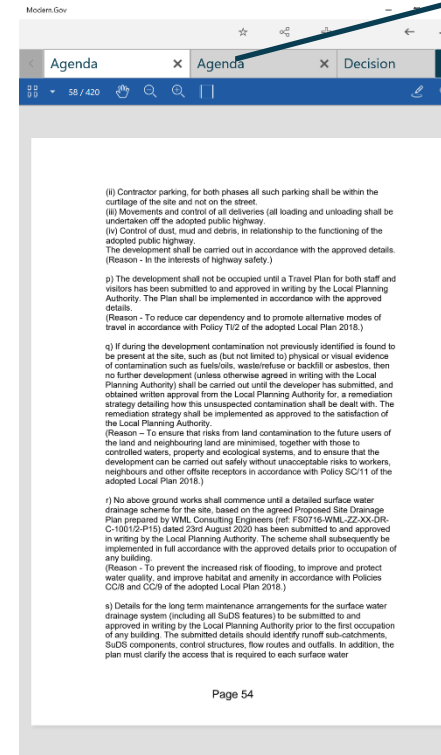 Modern.Gov
Agenda × Agenda × Decision
58 / 420
(ii) Contractor parking, for both phases all such parking shall be within the
curtilage of the site and not on the street.
(iii) Movements and control of all deliveries (all loading and unloading shall be
undertaken off the adopted public highway.
(iv) Control of dust, mud and debris, in relationship to the functioning of the
adopted public highway.
The development shall be carried out in accordance with the approved details.
(Reason - In the interests of highway safety.)
p) The development shall not be occupied until a Travel Plan for both staff and
visitors has been submitted to and approved in writing by the Local Planning
Authority. The Plan shall be implemented in accordance with the approved
details.
(Reason - To reduce car dependency and to promote alternative modes of
travel in accordance with Policy TI/2 of the adopted Local Plan 2018.)
q) If during the development contamination not previously identified is found to
be present at the site, such as (but not limited to) physical or visual evidence
of contamination such as fuels/oils, waste/refuse or backfill or asbestos, then
no further development (unless otherwise agreed in writing with the Local
Planning Authority) shall be carried out until the developer has submitted, and
obtained written approval from the Local Planning Authority for, a remediation
strategy detailing how this unsuspected contamination shall be dealt with. The
remediation strategy shall be implemented as approved to the satisfaction of
the Local Planning Authority.
(Reason – To ensure that risks from land contamination to the future users of
the land and neighbouring land are minimised, together with those to
controlled waters, property and ecological systems, and to ensure that the
development can be carried out safely without unacceptable risks to workers,
neighbours and other offsite receptors in accordance with Policy SC/11 of the
adopted Local Plan 2018.)
r) No above ground works shall commence until a detailed surface water
drainage scheme for the site, based on the agreed Proposed Site Drainage
Plan prepared by WML Consulting Engineers (ref: FS0716-WML-ZZ-XX-DR-
C-1001/2-P15) dated 23rd August 2020 has been submitted to and approved
in writing by the Local Planning Authority. The scheme shall subsequently be
implemented in full accordance with the approved details prior to occupation of
any building.
(Reason - To prevent the increased risk of flooding, to improve and protect
water quality, and improve habitat and amenity in accordance with Policies
CC/8 and CC/9 of the adopted Local Plan 2018.)
s) Details for the long term maintenance arrangements for the surface water
drainage system (including all SuDS features) to be submitted to and
approved in writing by the Local Planning Authority prior to the first occupation
of any building. The submitted details should identify runoff sub-catchments,
SuDS components, control structures, flow routes and outfalls. In addition, the
plan must clarify the access that is required to each surface water
Page 54